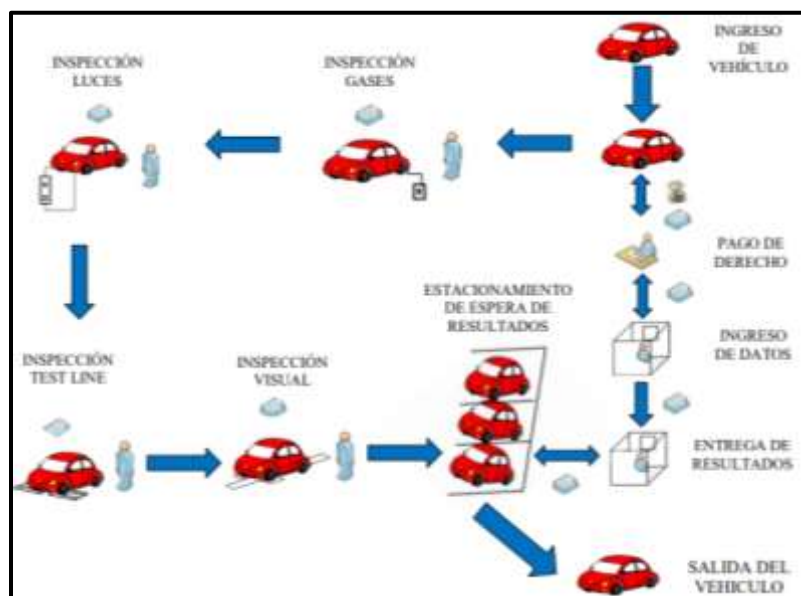 INGRESO
DE
VEHÍCULO
INSPECCIÓN
LUCES
INSPECCIÓN
GASES
PAGO DE
DERECHO
ESTACIONAMIENTO
DE ESPERA DE
RESULTADOS
INGRESO
DE DATOS
INSPECCIÓN
TEST LINE
INSPECCIÓN
VISUAL
ENTREGA DE
RESULTADOS
SALIDA DEL
VEHICULO